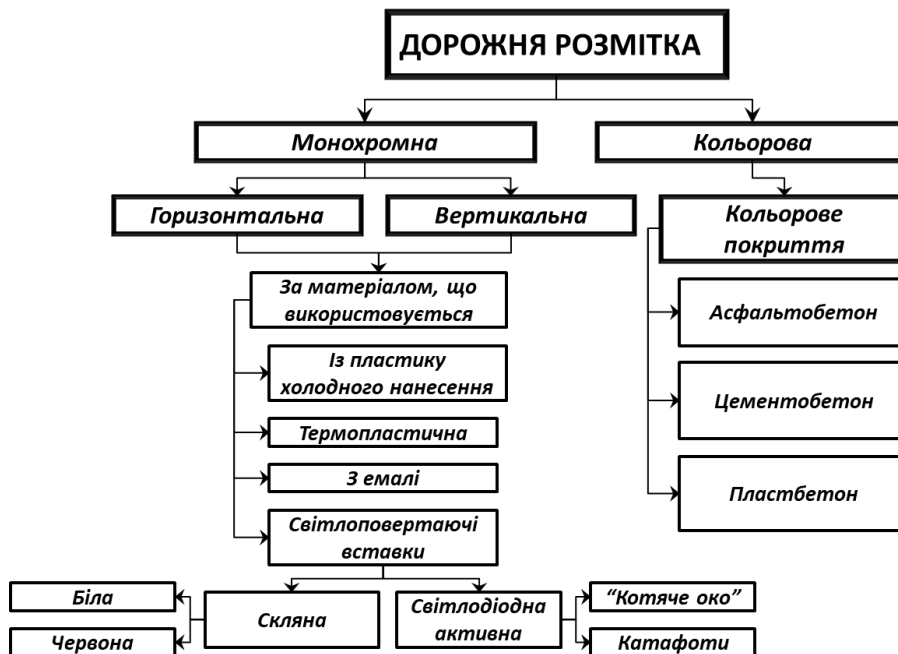 ДОРОЖНЯ РОЗМІТКА
Монохромна
Кольорова
Горизонтальна
Вертикальна
Кольорове
покриття
За матеріалом, що
використовується
Асфальтобетон
Із пластику
холодного нанесення
Цементобетон
Термопластична
З емалі
Пластбетон
Світлоповертаючі
вставки
Біла
Червона
Скляна
Світлодіодна
активна
“Котяче око”
Катафоти